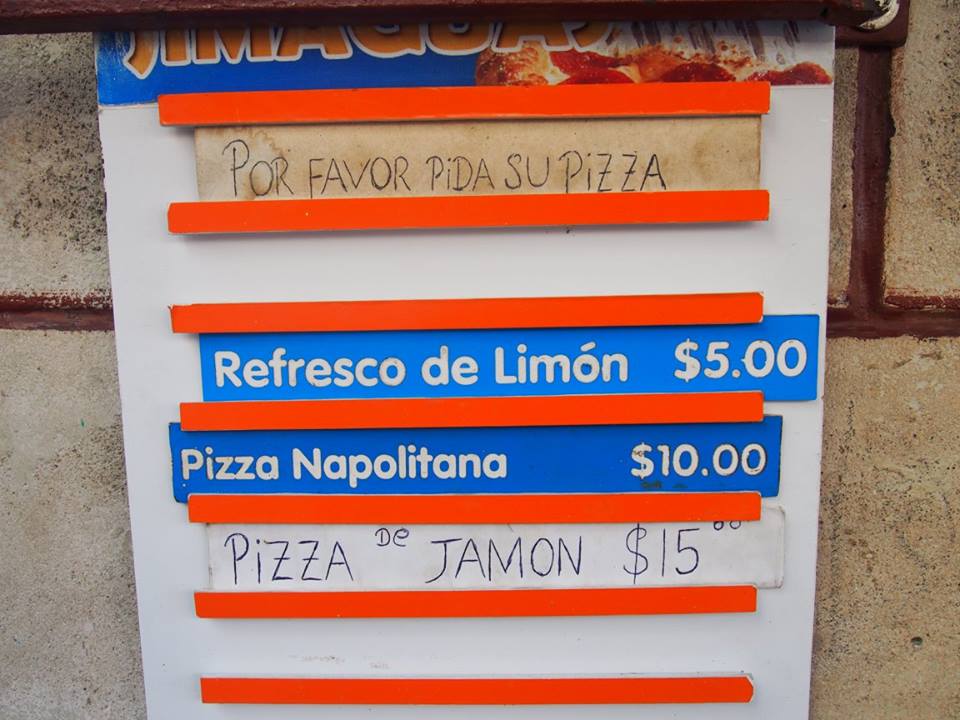 JIMAGUAS
POR FAVOR PiDA SU PiZZA
Refresco de Limón $5.00
Pizza Napolitana $10.00
PiZZA De JAMON $15 00